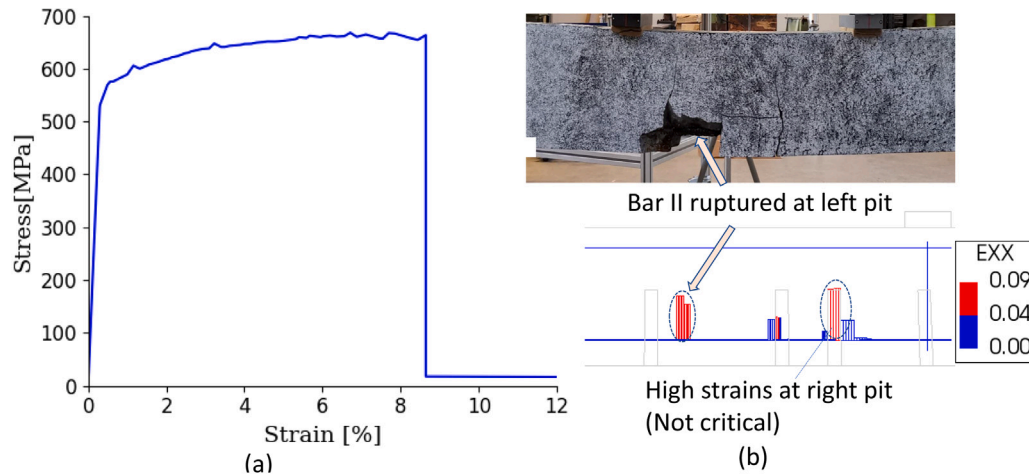 700
600
500
400
300
200
100
0
Stress[MPa]
0 2 4 6 8 10 12
Strain [%]
(a)
Bar II ruptured at left pit
EXX
0.09
0.04
0.00
High strains at right pit
(Not critical)
(b)